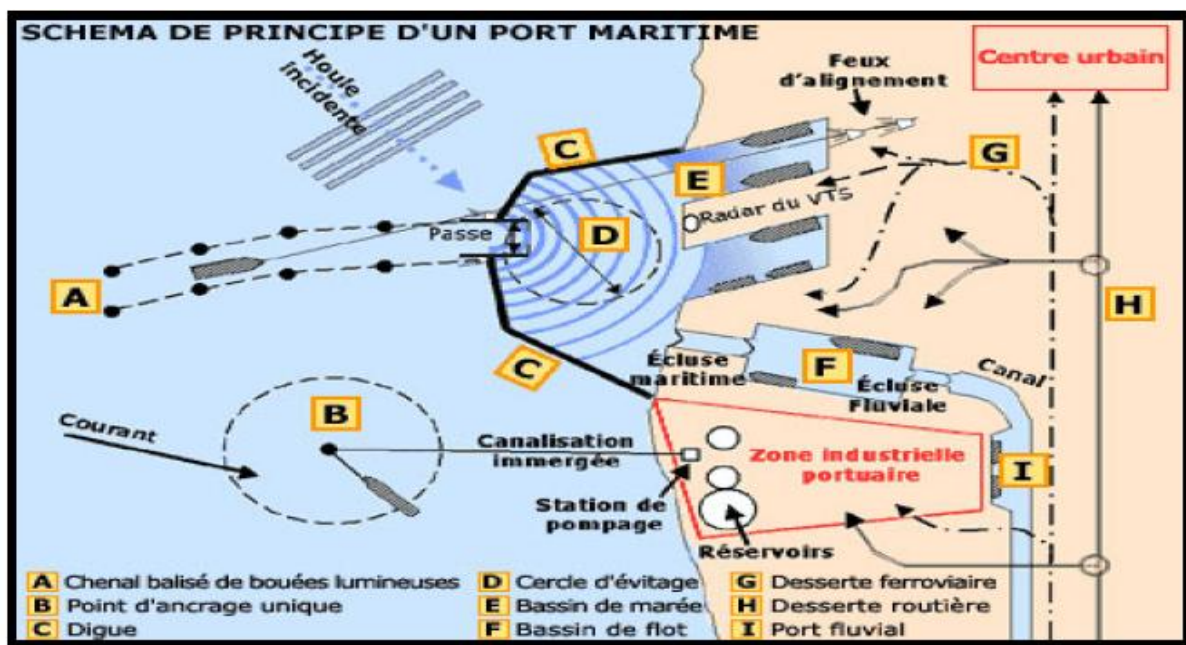 SCHEMA DE PRINCIPE D'UN PORT MARITIME
Houle
incidente
Feux
d'alignement
Centre urbain
C
G
E
Radar du VTS
Passe
D
A
H
C
Écluse
maritime
F
Écluse
Fluviale
Canal
B
Courant
Canalisation
immergée
Zone industrielle
portuaire
I
Station de
pompage
Réservoirs
A Chenal balisé de bouées lumineuses
B Point d'ancrage unique
C Digue
D Cercle d'évitage
E Bassin de marée
F Bassin de flot
G Desserte ferroviaire
H Desserte routière
I Port fluvial